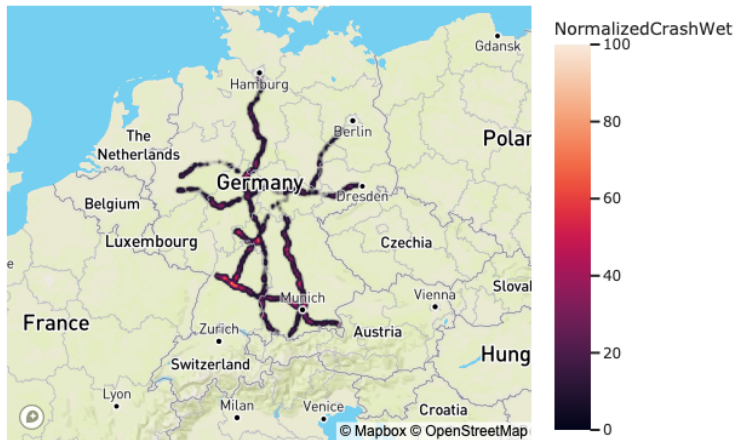 NormalizedCrashWet
100
80
60
40
20
0
Gdansk
Hamburg
Berlin
The
Netherlands
Polar
Germany
Dresden
Belgium
Luxembourg
Czechia
e
Sloval
Munich
Vienna
France
Zurich
Austria
Hung
Switzerland
Lyon
Milan
Venice
Croatia
© Mapbox © OpenStreetMap